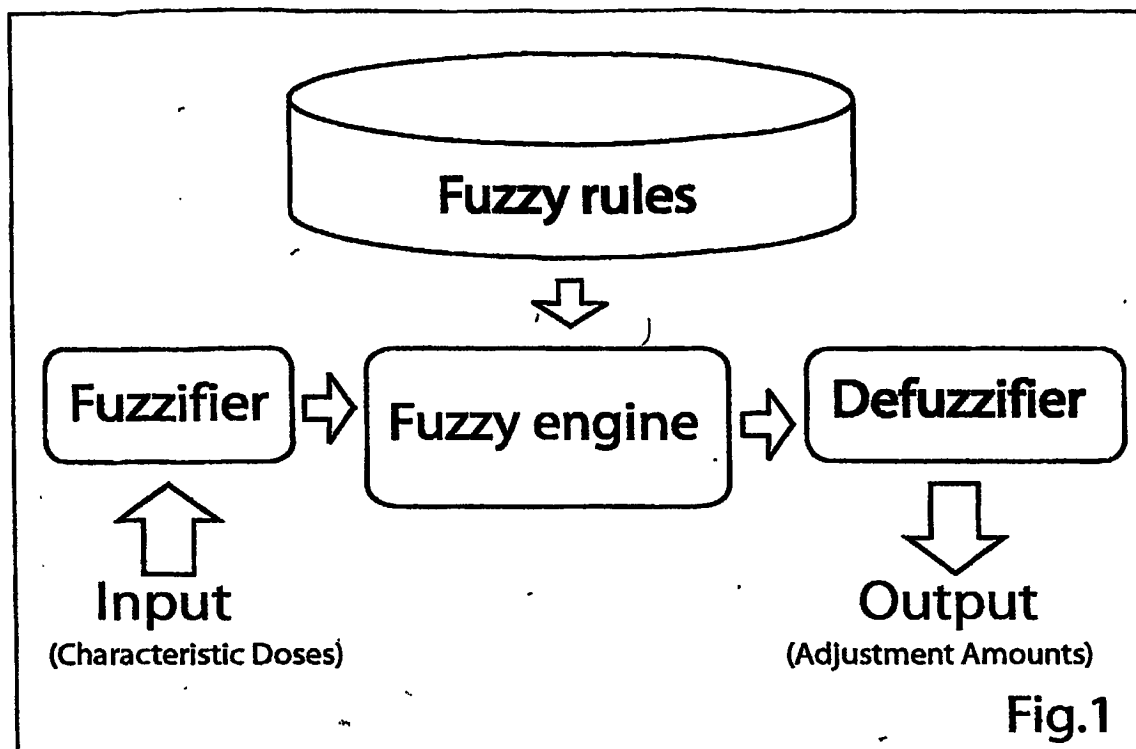 Fuzzy rules
Fuzzifier
Fuzzy engine
Defuzzifier
Input
(Characteristic Doses)
Output
(Adjustment Amounts)
Fig.1